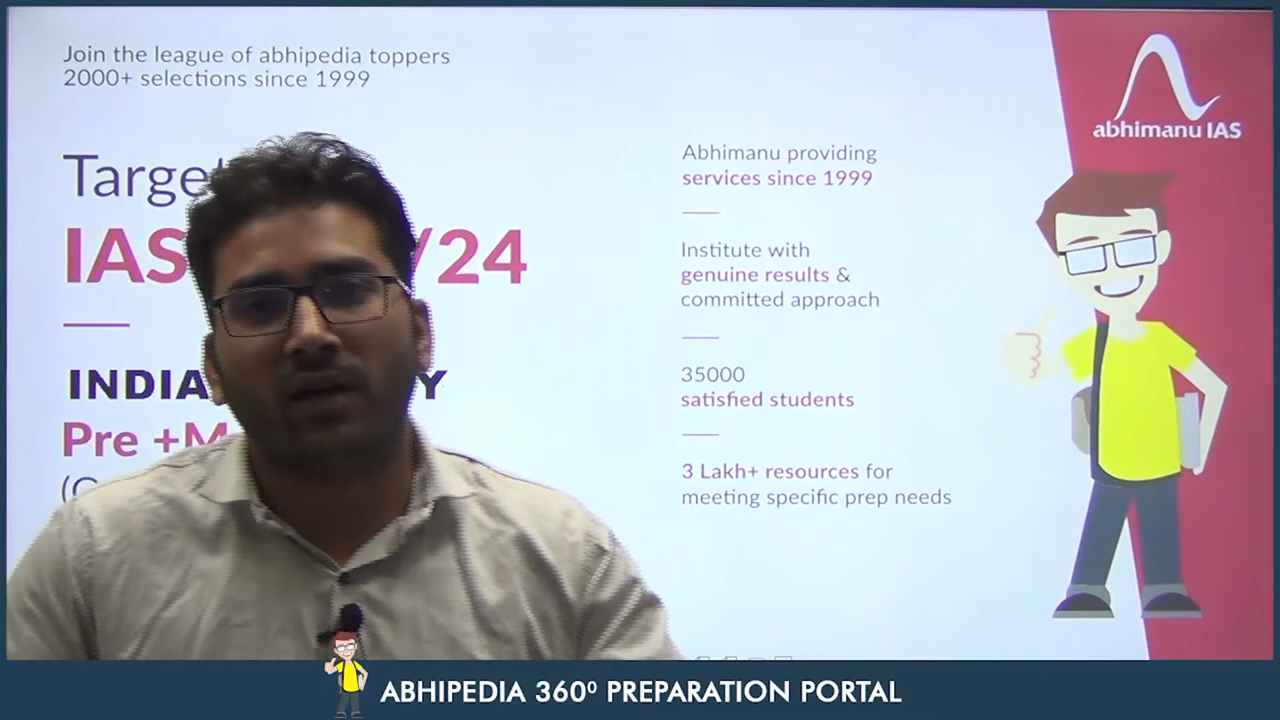 Join the league of abhipedia toppers
2000+ selections since 1999
abhimanu IAS
Targe
IAS /24
INDIA Y
Pre +M
(
Abhimanu providing
services since 1999
Institute with
genuine results &
committed approach
35000
satisfied students
3 Lakh+ resources for
meeting specific prep needs
ABHIPEDIA 360⁰ PREPARATION PORTAL